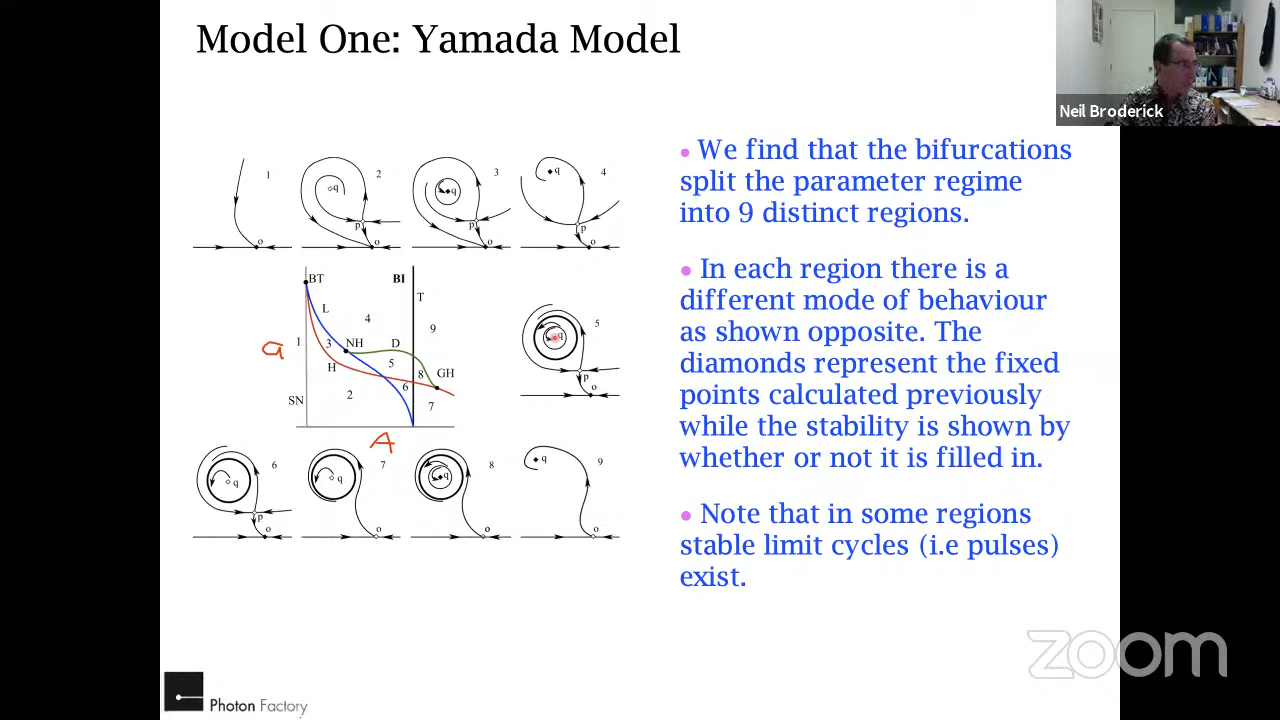 Model One: Yamada Model
Neil Broderick
• We find that the bifurcations
split the parameter regime
into 9 distinct regions.
• In each region there is a
different mode of behaviour
as shown opposite. The
diamonds represent the fixed
points calculated previously
while the stability is shown by
whether or not it is filled in.
• Note that in some regions
stable limit cycles (i.e pulses)
exist.
1
o
2
q
p
o
3
q
p
o
4
q
p
o
BT
BI
T
L
4
9
a
1
3
NH
D
H
5
8
GH
6
SN
2
7
A
5
q
p
o
6
q
p
o
7
q
o
8
q
o
9
q
o
Photon Factory
zoom